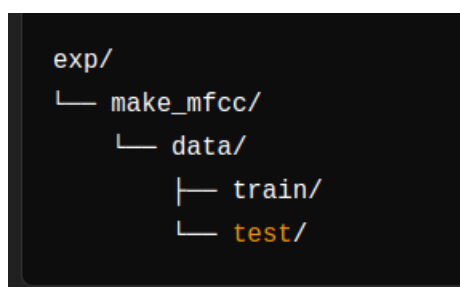 exp/
└── make_mfcc/
    └── data/
        ├── train/
        └── test/